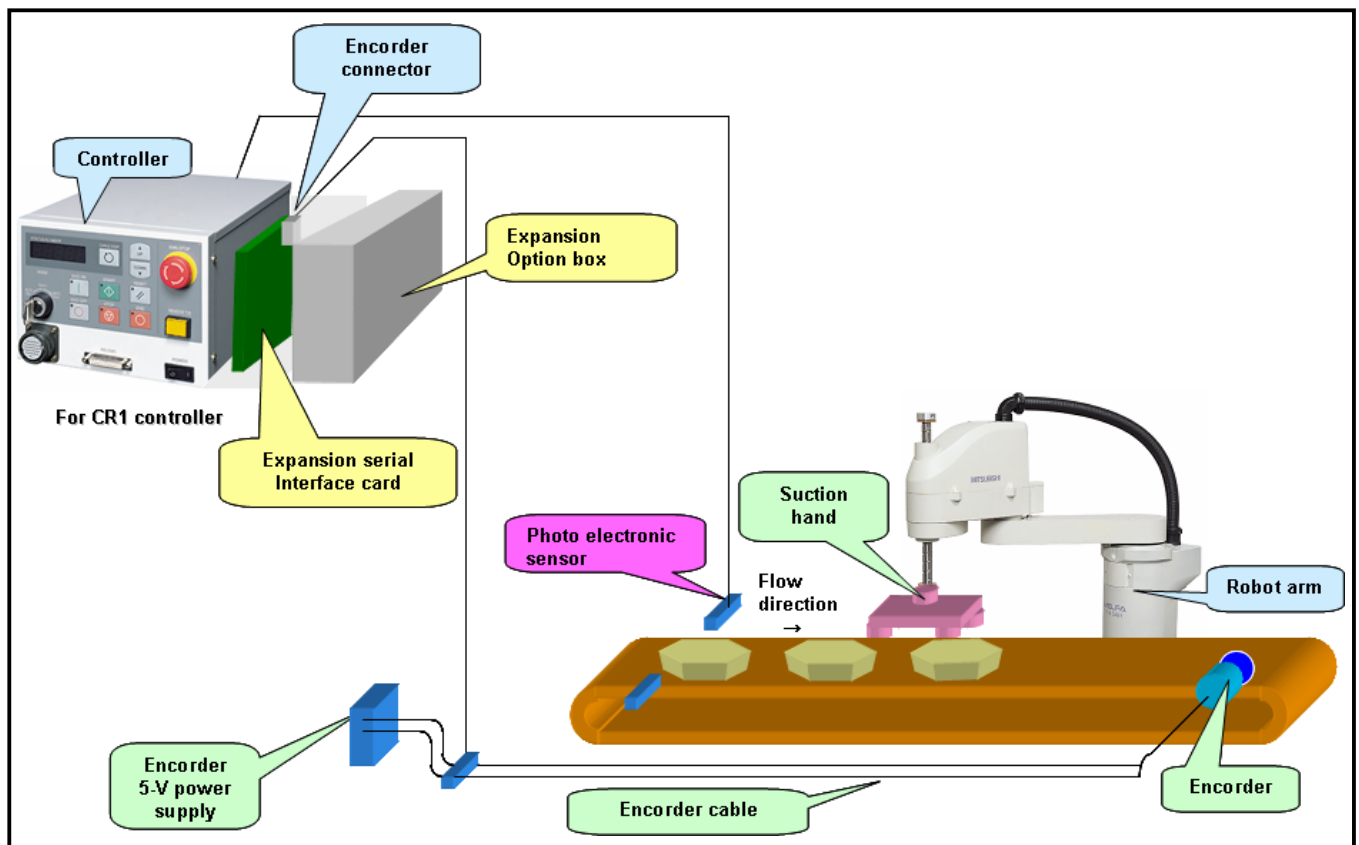 Encorder
connector
Controller
Expansion
Option box
For CR1 controller
Expansion serial
Interface card
Suction
hand
MITSUBISHI
Photo electronic
sensor
Flow
direction
→
Robot arm
Encorder
5-V power
supply
Encorder cable
Encorder